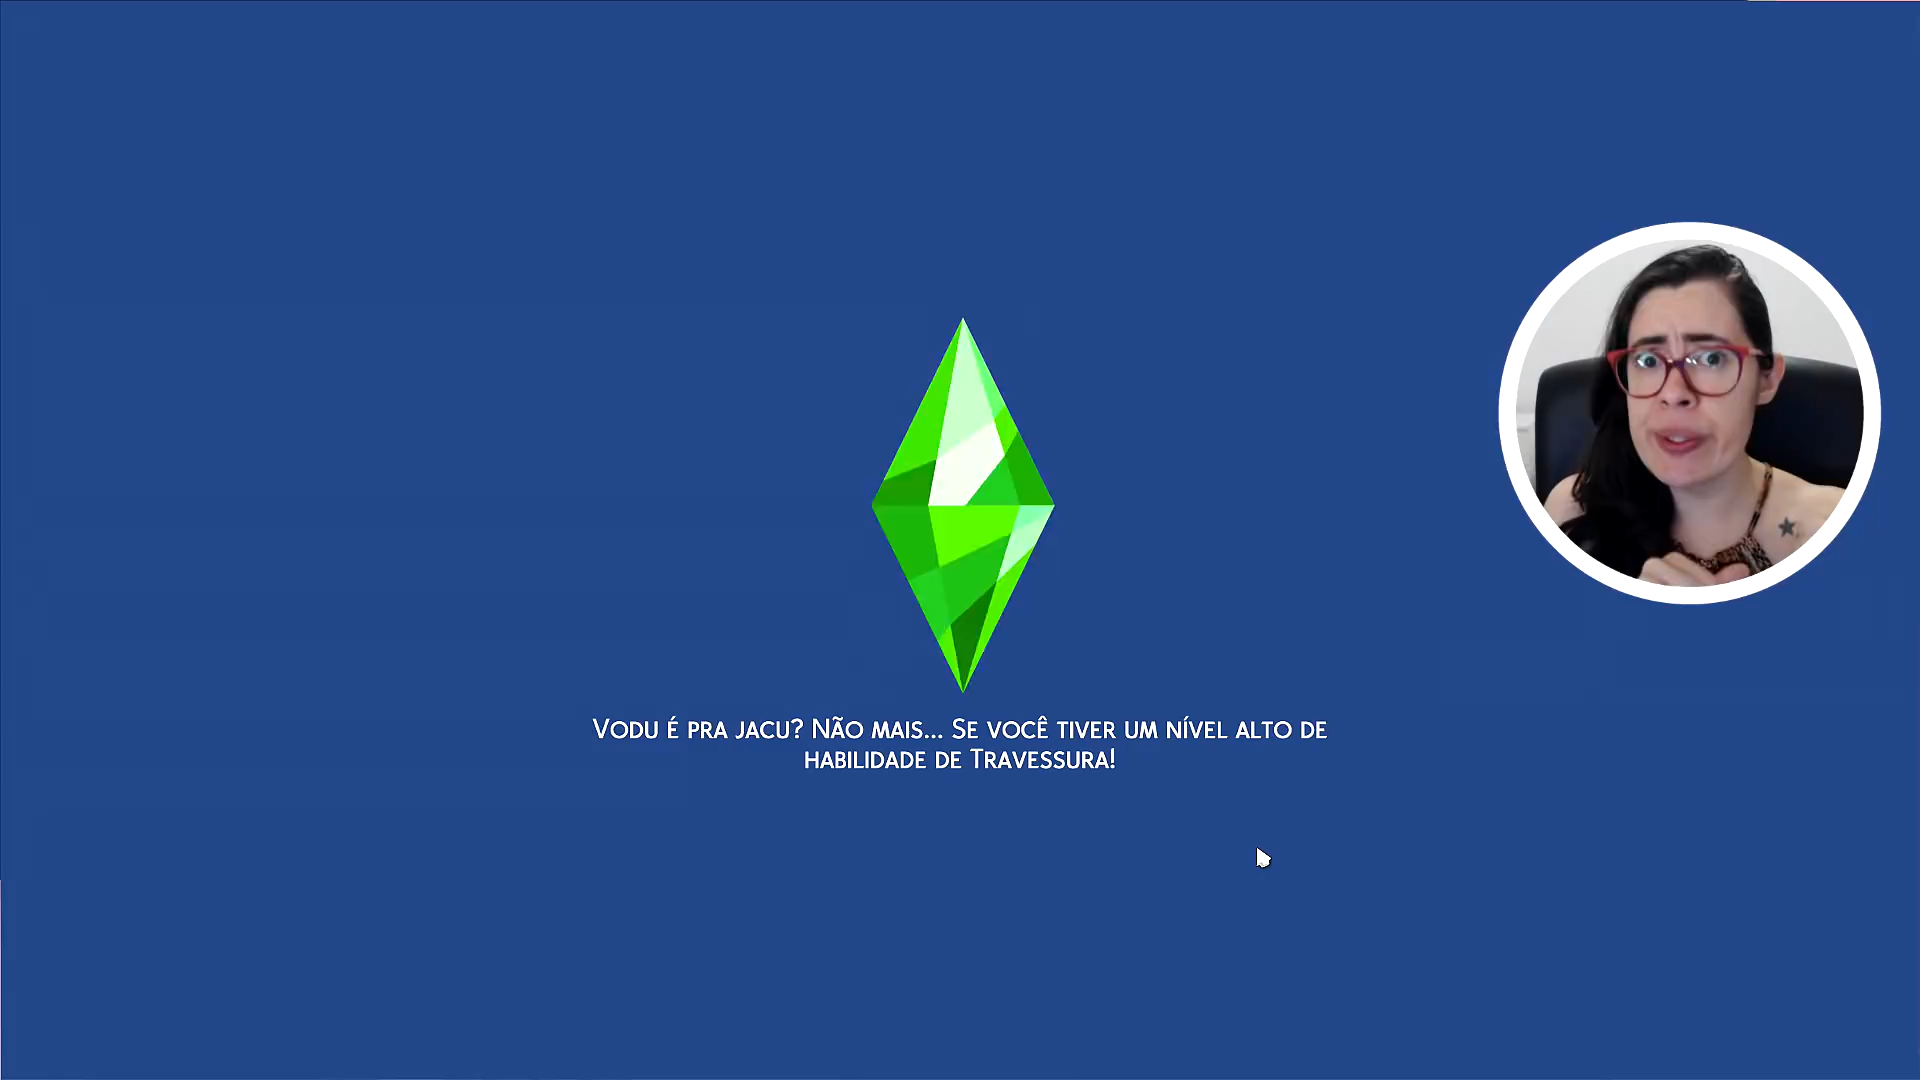 Vodu é pra jacu? Não mais... Se você tiver um nível alto de
habilidade de Travessura!